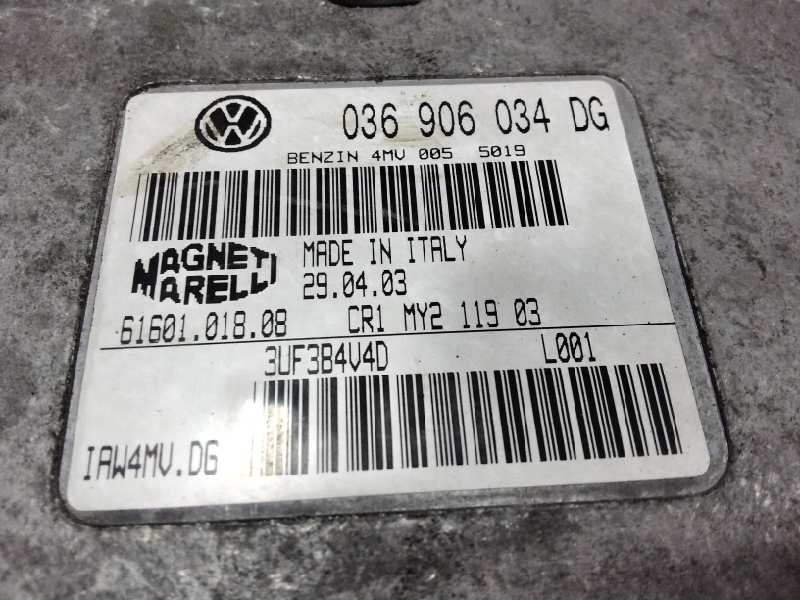 036 906 034 DG
BENZIN 4MV 005 5019
MAGNETI MARELLI
MADE IN ITALY
29.04.03
61601.018.08 CR1 MY2 119 03
3UF3B4V4D L001
IAW4MV.DG